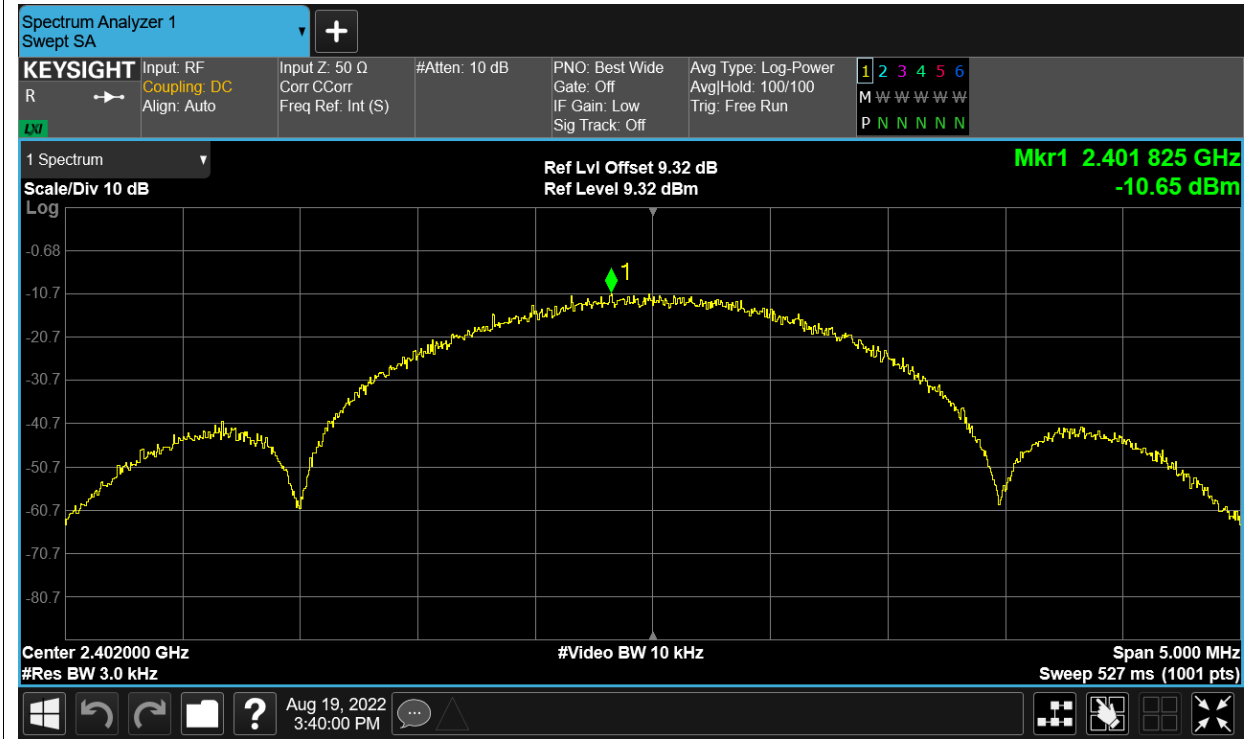 Spectrum Analyzer 1
Swept SA
KEYSIGHT
R
LXI
Input: RF
Coupling: DC
Align: Auto
Input Z: 50 Ω
Corr CCorr
Freq Ref: Int (S)
#Atten: 10 dB
PNO: Best Wide
Gate: Off
IF Gain: Low
Sig Track: Off
Avg Type: Log-Power
Avg|Hold: 100/100
Trig: Free Run
1 2 3 4 5 6
M W W W W W
P N N N N N
1 Spectrum
Scale/Div 10 dB
Log
Ref Lvl Offset 9.32 dB
Ref Level 9.32 dBm
Mkr1 2.401 825 GHz
-10.65 dBm
1
-0.68
-10.7
-20.7
-30.7
-40.7
-50.7
-60.7
-70.7
-80.7
Center 2.402000 GHz
#Res BW 3.0 kHz
#Video BW 10 kHz
Span 5.000 MHz
Sweep 527 ms (1001 pts)
?
Aug 19, 2022
3:40:00 PM